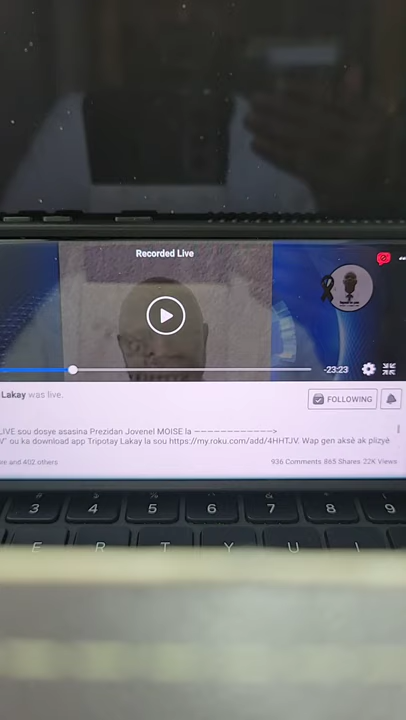 Recorded Live
-23:23
Lakay was live.
FOLLOWING
LIVE sou dosye asasina Prezidan Jovenel MOISE la ————————————>
V" ou ka download app Tripotay Lakay la sou https://my.roku.com/add/4HHTJV. Wap gen aksè ak plizyè
and 402 others
936 Comments 865 Shares 22K Views
3 4 5 6 7 8 9
E R T Y U I